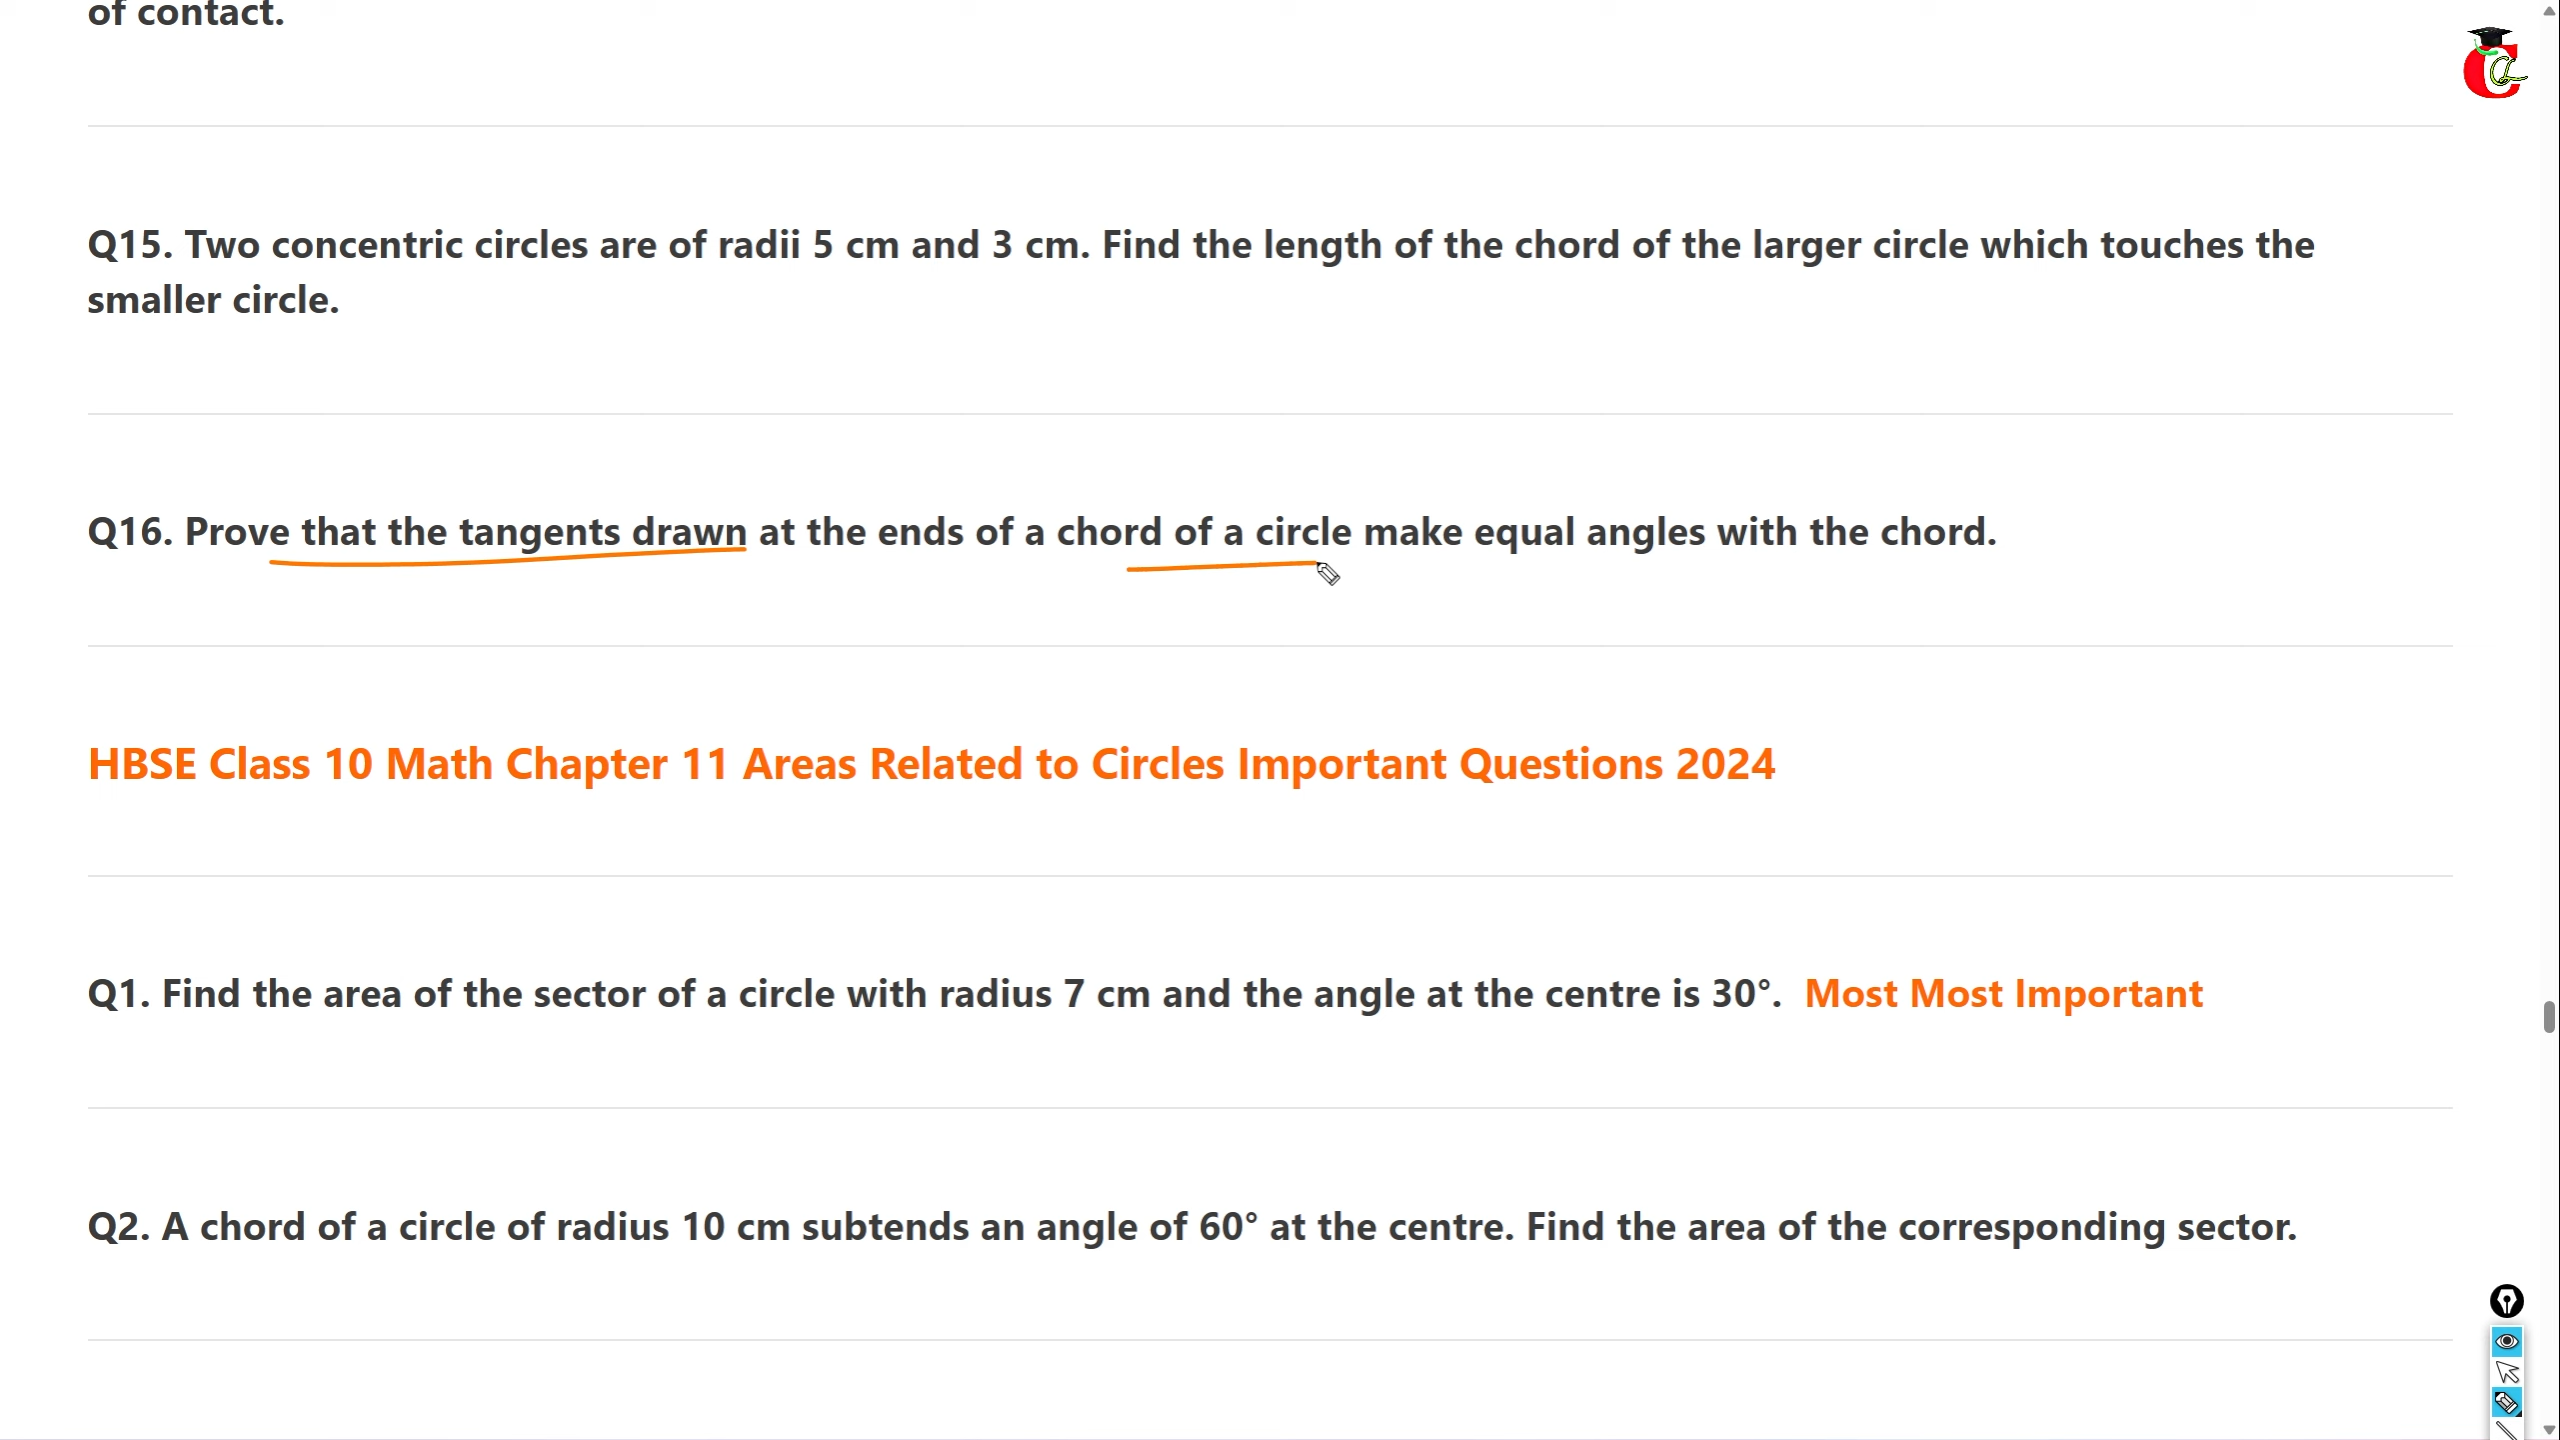 of contact.
Q15. Two concentric circles are of radii 5 cm and 3 cm. Find the length of the chord of the larger circle which touches the
smaller circle.
Q16. Prove that the tangents drawn at the ends of a chord of a circle make equal angles with the chord.
HBSE Class 10 Math Chapter 11 Areas Related to Circles Important Questions 2024
Q1. Find the area of the sector of a circle with radius 7 cm and the angle at the centre is 30°. Most Most Important
Q2. A chord of a circle of radius 10 cm subtends an angle of 60° at the centre. Find the area of the corresponding sector.